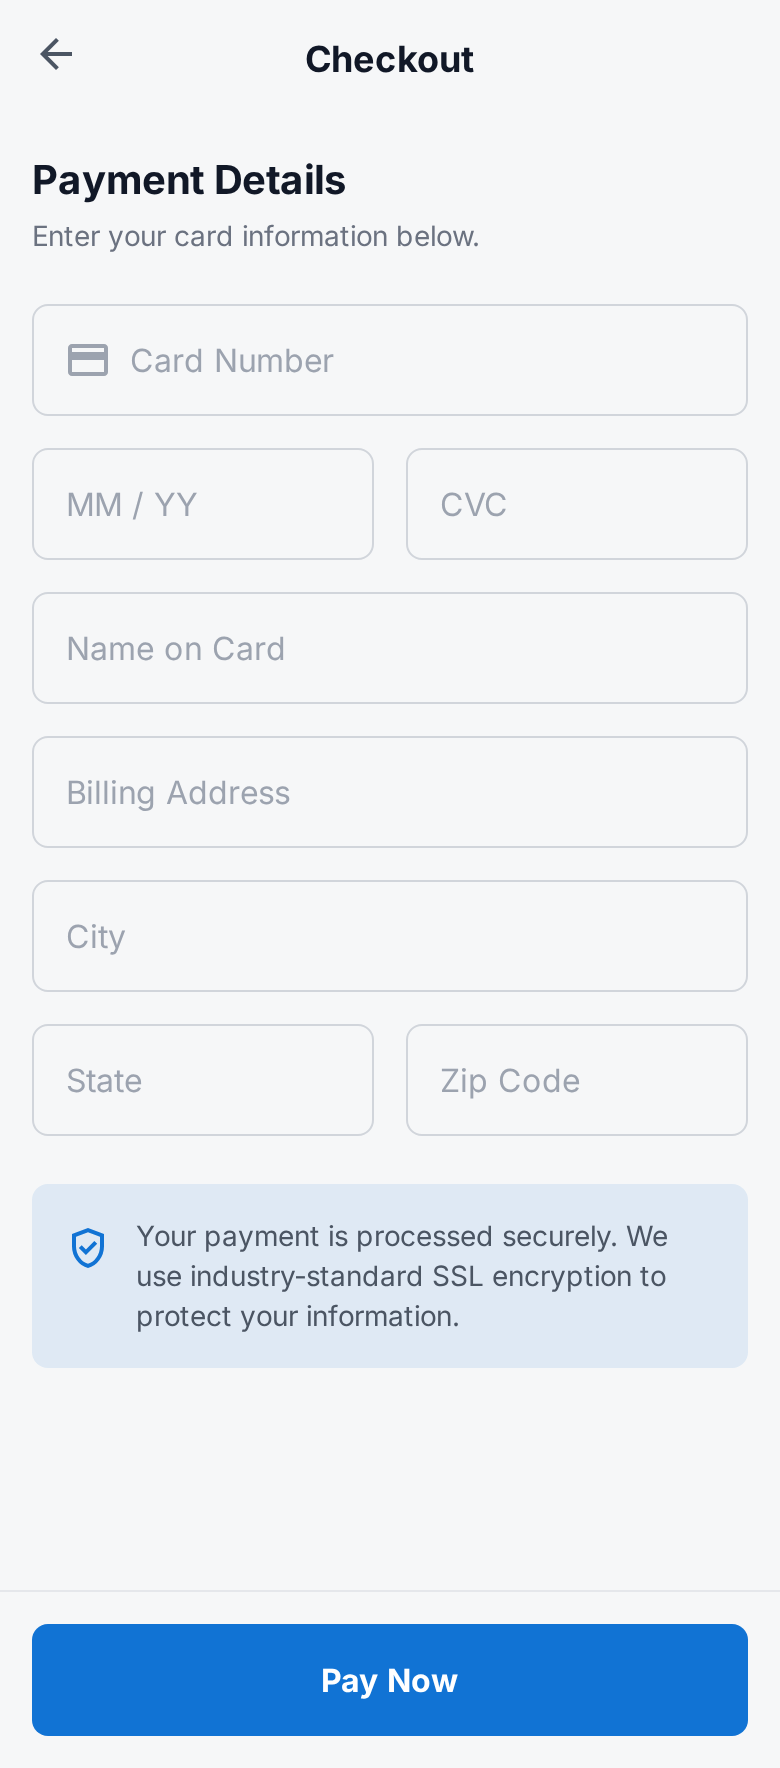 Checkout
Payment Details
Enter your card information below.
Card Number
MM / YY
CVC
Name on Card
Billing Address
City
State
Zip Code
Your payment is processed securely. We
use industry-standard SSL encryption to
protect your information.
Pay Now